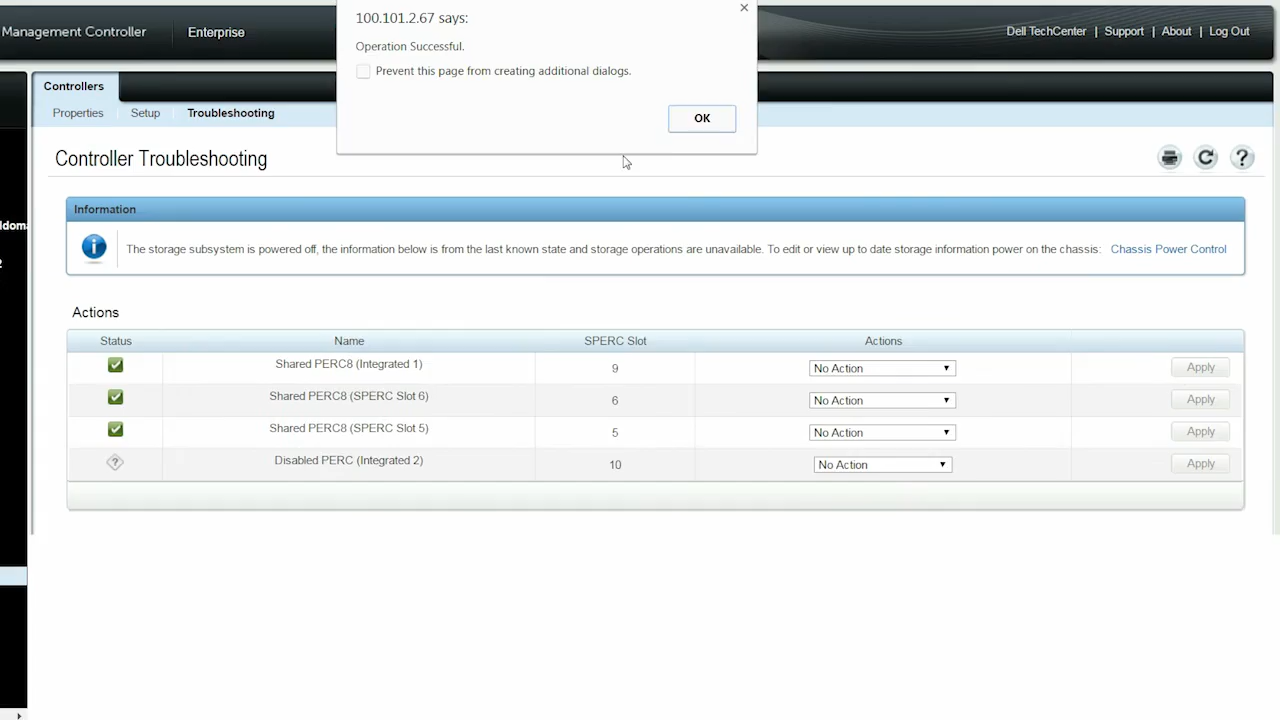 100.101.2.67 says:
Operation Successful.
Prevent this page from creating additional dialogs.
OK
Management Controller
Enterprise
Dell TechCenter | Support | About | Log Out
Controllers
Properties | Setup | Troubleshooting
Controller Troubleshooting
Information
The storage subsystem is powered off, the information below is from the last known state and storage operations are unavailable. To edit or view up to date storage information power on the chassis: Chassis Power Control
Actions
Status Name SPERC Slot Actions
Shared PERC8 (Integrated 1) 9 No Action Apply
Shared PERC8 (SPERC Slot 6) 6 No Action Apply
Shared PERC8 (SPERC Slot 5) 5 No Action Apply
Disabled PERC (Integrated 2) 10 No Action Apply